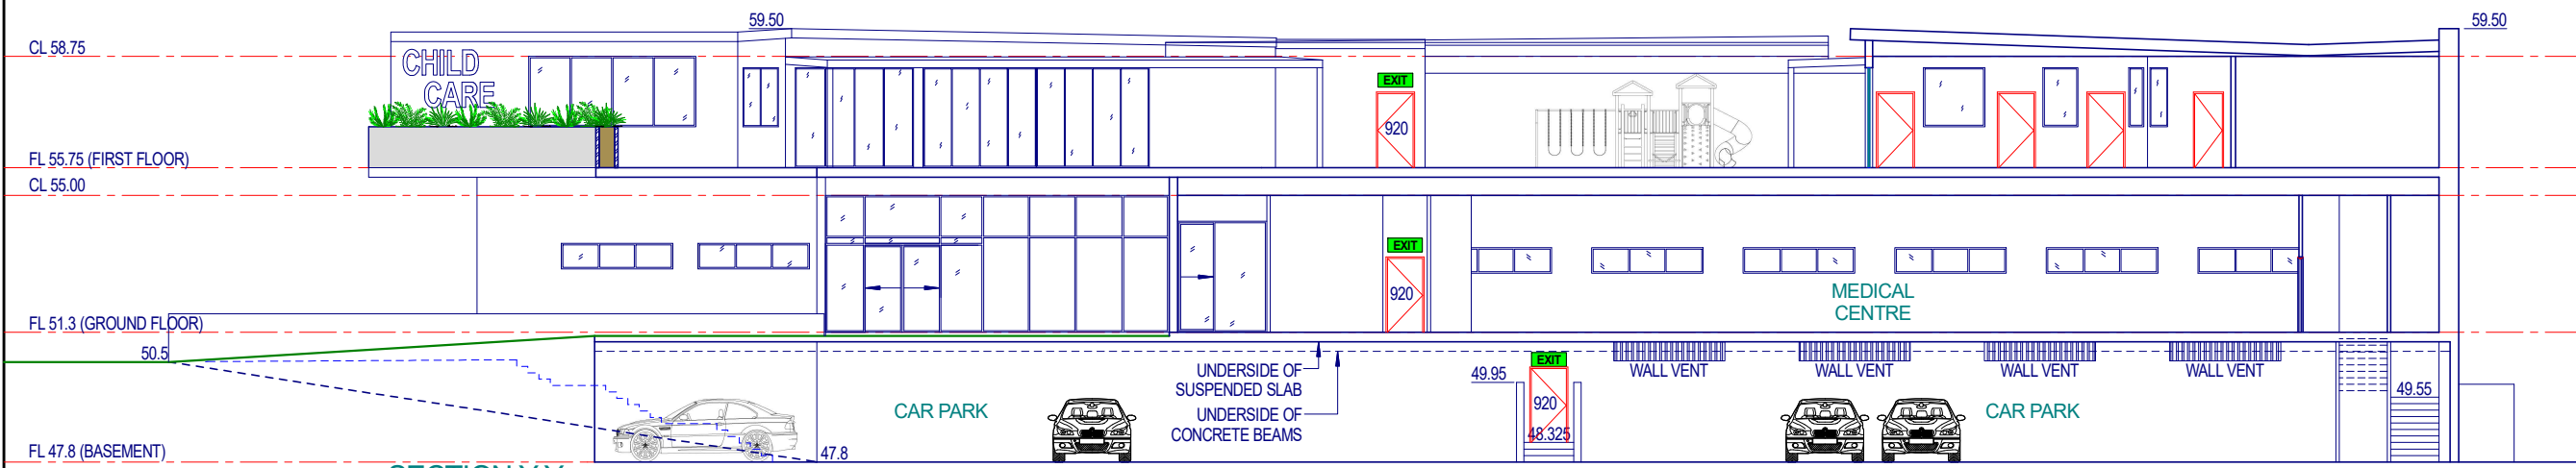 59.50
59.50
CL 58.75
CHILD
CARE
EXIT
920
FL 55.75 (FIRST FLOOR)
CL 55.00
EXIT
920
MEDICAL
CENTRE
FL 51.3 (GROUND FLOOR)
50.5
UNDERSIDE OF
SUSPENDED SLAB
UNDERSIDE OF
CONCRETE BEAMS
EXIT
49.95
920
48.325
WALL VENT
WALL VENT
WALL VENT
WALL VENT
49.55
CAR PARK
CAR PARK
FL 47.8 (BASEMENT)
47.8
SECTION Y-Y